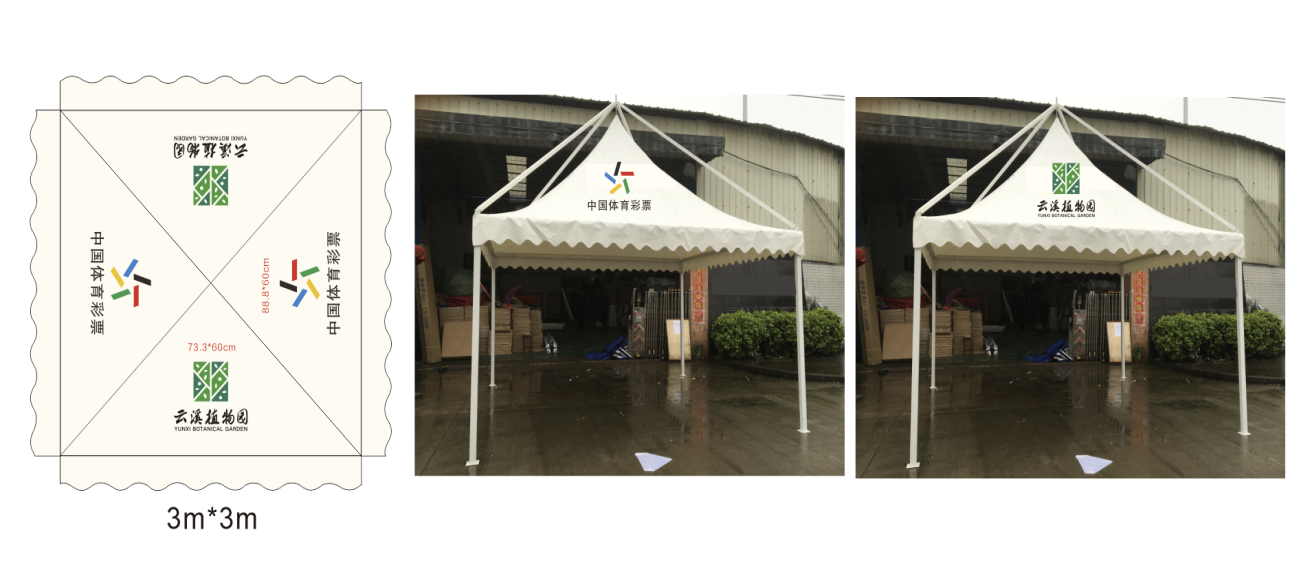 云溪植物园
YUNXI BOTANICAL GARDEN
中国体育彩票
88.8*60cm
中国体育彩票
73.3*60cm
云溪植物园
YUNXI BOTANICAL GARDEN
3m*3m
中国体育彩票
云溪植物园
YUNXI BOTANICAL GARDEN